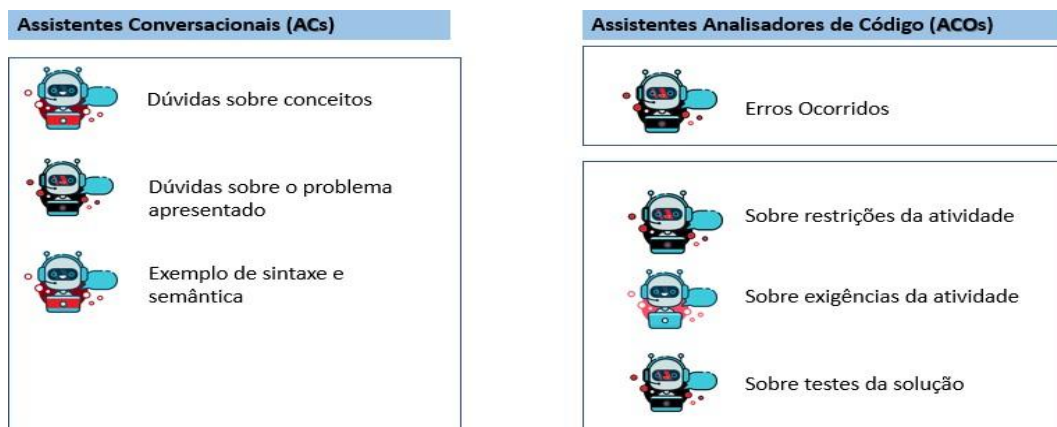 Assistentes Conversacionais (ACs)
Dúvidas sobre conceitos
Dúvidas sobre o problema
apresentado
Exemplo de sintaxe e
semântica
Assistentes Analisadores de Código (ACOs)
Erros Ocorridos
Sobre restrições da atividade
Sobre exigências da atividade
Sobre testes da solução